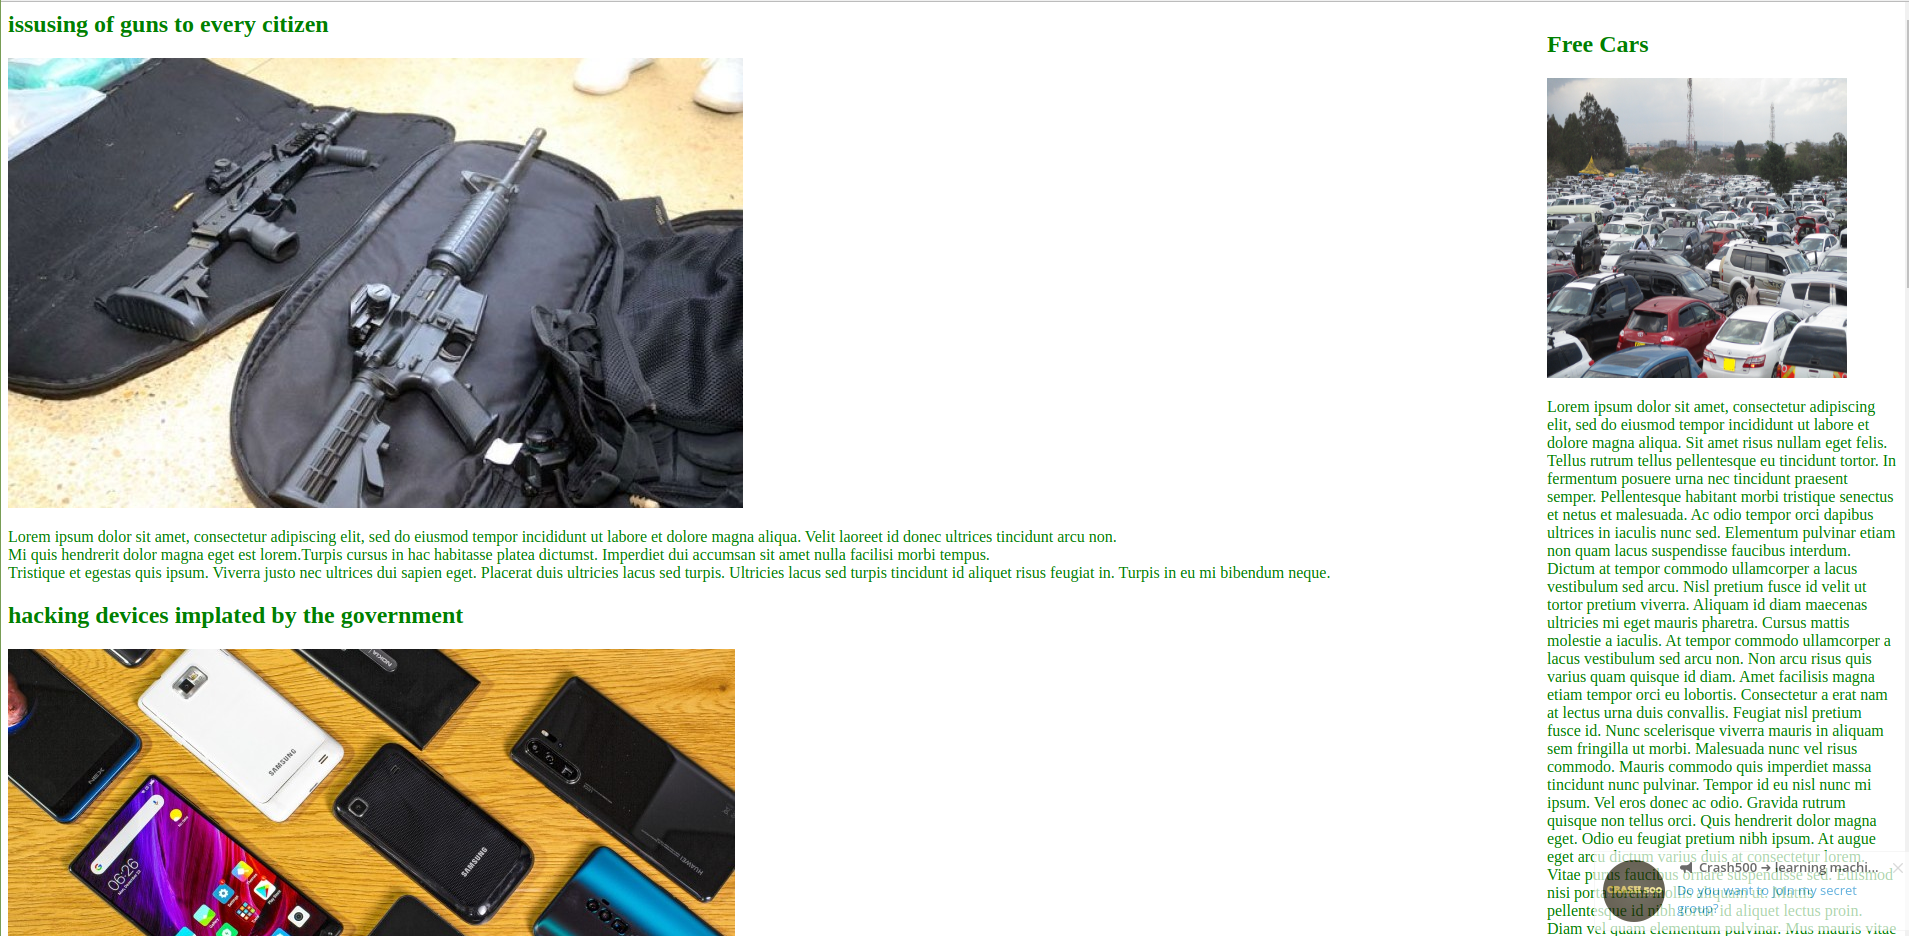 issusing of guns to every citizen
Lorem ipsum dolor sit amet, consectetur adipiscing elit, sed do eiusmod tempor incididunt ut labore et dolore magna aliqua. Velit laoreet id donec ultrices tincidunt arcu non.
Mi quis hendrerit dolor magna eget est lorem.Turpis cursus in hac habitasse platea dictumst. Imperdiet dui accumsan sit amet nulla facilisi morbi tempus.
Tristique et egestas quis ipsum. Viverra justo nec ultrices dui sapien eget. Placerat duis ultricies lacus sed turpis. Ultricies lacus sed turpis tincidunt id aliquet risus feugiat in. Turpis in eu mi bibendum neque.
hacking devices implated by the government
NOKIA
SAMSUNG
NEX
06:26
SAMSUNG
HUAWEI
Free Cars
Lorem ipsum dolor sit amet, consectetur adipiscing
elit, sed do eiusmod tempor incididunt ut labore et
dolore magna aliqua. Sit amet risus nullam eget felis.
Tellus rutrum tellus pellentesque eu tincidunt tortor. In
fermentum posuere urna nec tincidunt praesent
semper. Pellentesque habitant morbi tristique senectus
et netus et malesuada. Ac odio tempor orci dapibus
ultrices in iaculis nunc sed. Elementum pulvinar etiam
non quam lacus suspendisse faucibus interdum.
Dictum at tempor commodo ullamcorper a lacus
vestibulum sed arcu. Nisl pretium fusce id velit ut
tortor pretium viverra. Aliquam id diam maecenas
ultricies mi eget mauris pharetra. Cursus mattis
molestie a iaculis. At tempor commodo ullamcorper a
lacus vestibulum sed arcu non. Non arcu risus quis
varius quam quisque id diam. Amet facilisis magna
etiam tempor orci eu lobortis. Consectetur a erat nam
at lectus urna duis convallis. Feugiat nisl pretium
fusce id. Nunc scelerisque viverra mauris in aliquam
sem fringilla ut morbi. Malesuada nunc vel risus
commodo. Mauris commodo quis imperdiet massa
tincidunt nunc pulvinar. Tempor id eu nisl nunc mi
ipsum. Vel eros donec ac odio. Gravida rutrum
quisque non tellus orci. Quis hendrerit dolor magna
eget. Odio eu feugiat pretium nibh ipsum. At augue
eget arcu dictum varius duis at consectetur lorem.
Vitae purus faucibus ornare suspendisse sed. Euismod
nisi porta lorem mollis aliquam ut.
pellentesque id nibh tortor id aliquet lectus proin.
Diam vel quam elementum pulvinar. Mus mauris vitae
CRASH 500
Crash500 ➔ learning machi...
Do you want to join my secret
group?